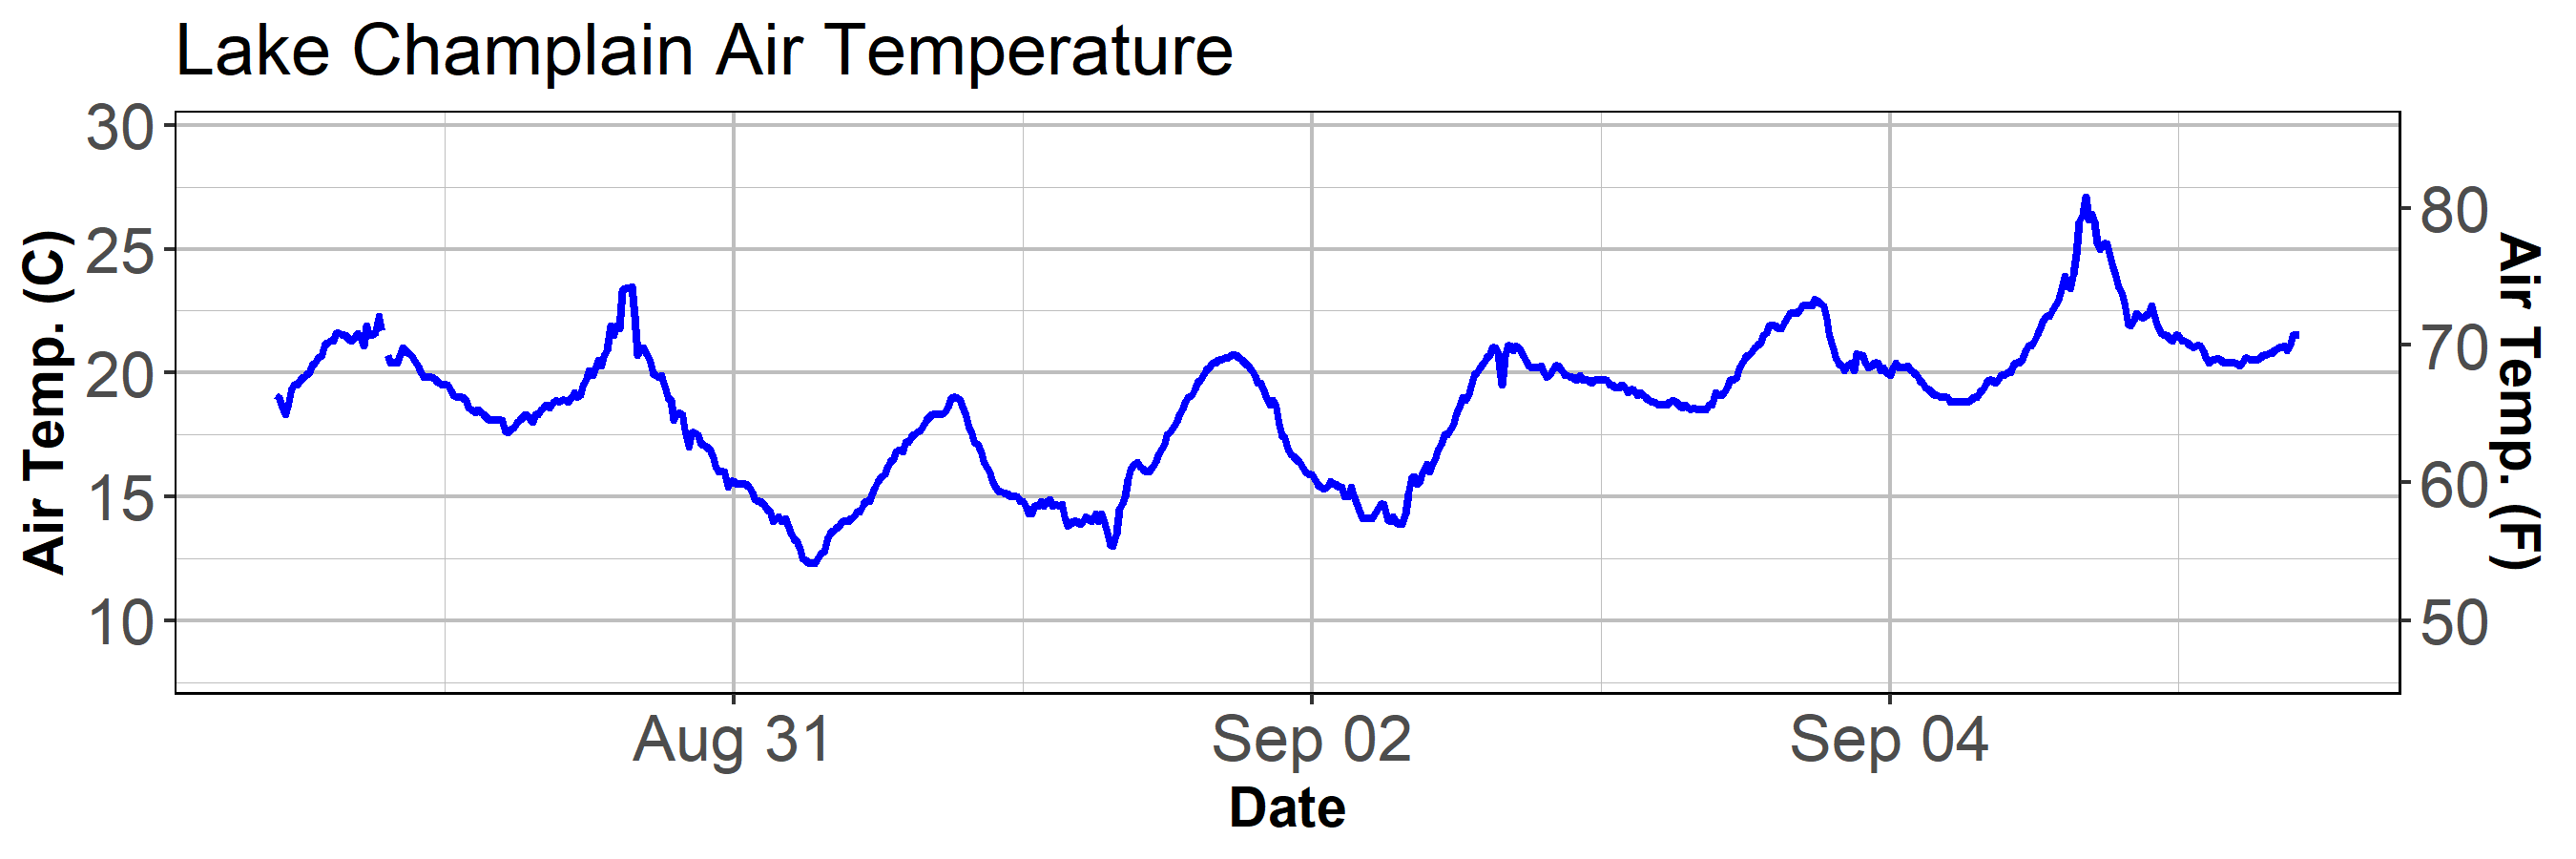 Lake Champlain Air Temperature
Air Temp. (C)
30
25
20
15
10
80
70
60
50
Air Temp. (F)
Aug 31
Sep 02
Sep 04
Date